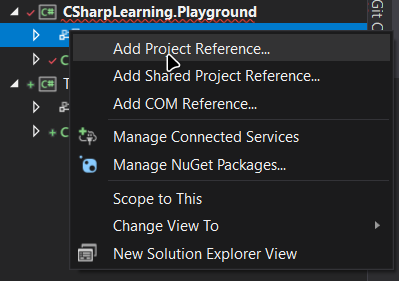 CSharpLearning.Playground
Add Project Reference...
Add Shared Project Reference...
Add COM Reference...
Manage Connected Services
Manage NuGet Packages...
Scope to This
Change View To
New Solution Explorer View
Git C